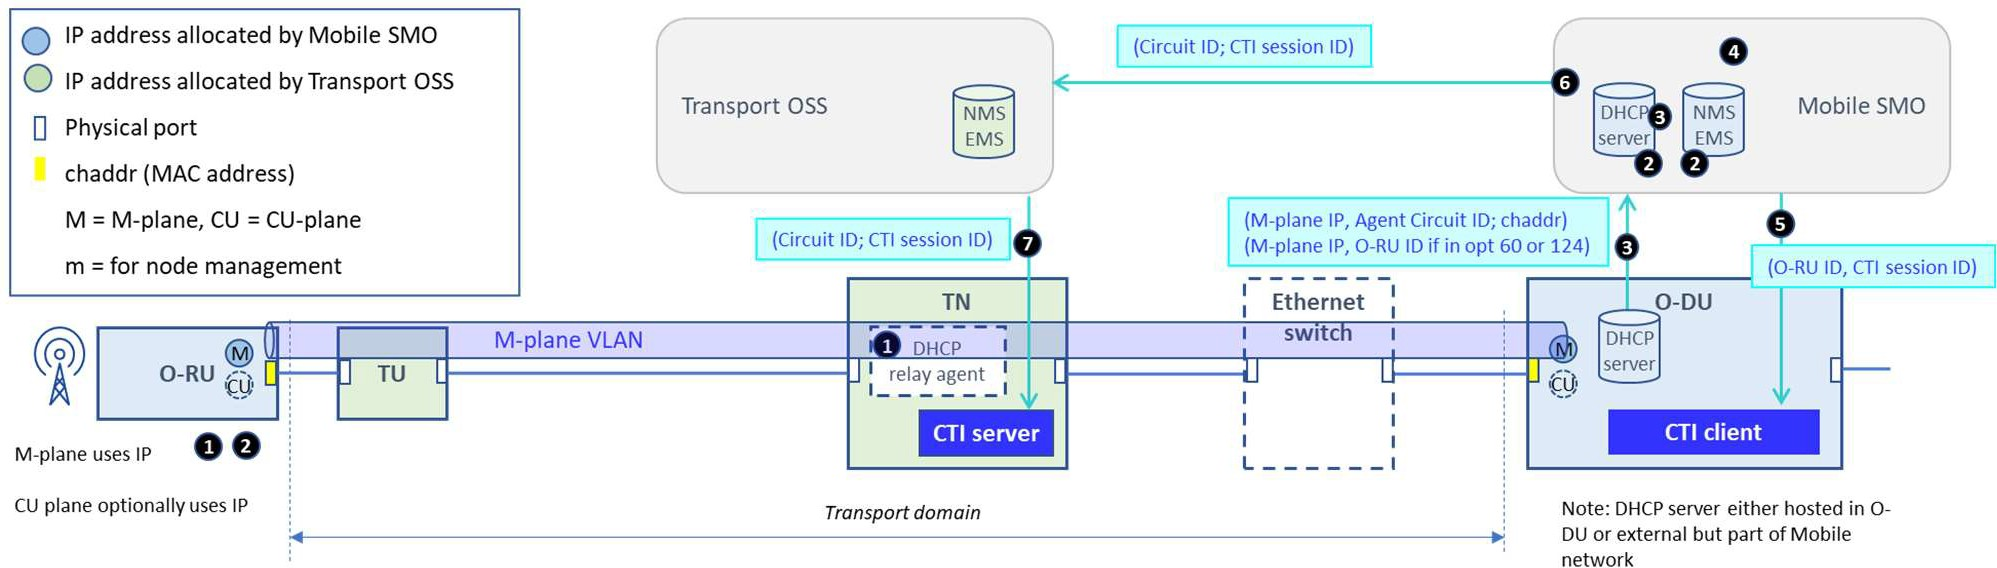 IP address allocated by Mobile SMO
IP address allocated by Transport OSS
Physical port
chaddr (MAC address)
M = M-plane, CU = CU-plane
m = for node management
Transport OSS
NMS
EMS
(Circuit ID; CTI session ID)
6
4
DHCP
server
3
NMS
EMS
2
2
Mobile SMO
(Circuit ID; CTI session ID)
7
(M-plane IP, Agent Circuit ID; chaddr)
(M-plane IP, O-RU ID if in opt 60 or 124)
3
5
(O-RU ID, CTI session ID)
O-RU
M
CU
M-plane VLAN
TU
TN
1
DHCP
relay agent
CTI server
Ethernet
switch
O-DU
M
CU
DHCP
server
CTI client
1
2
M-plane uses IP
CU plane optionally uses IP
Transport domain
Note: DHCP server either hosted in O-
DU or external but part of Mobile
network